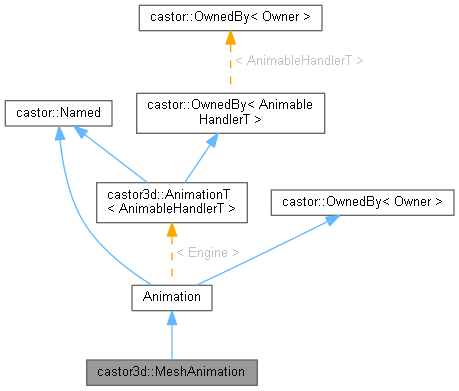 castor::OwnedBy< Owner >
< AnimableHandlerT >
castor::Named
castor::OwnedBy< Animable
HandlerT >
castor3d::AnimationT
< AnimableHandlerT >
castor::OwnedBy< Owner >
< Engine >
Animation
castor3d::MeshAnimation